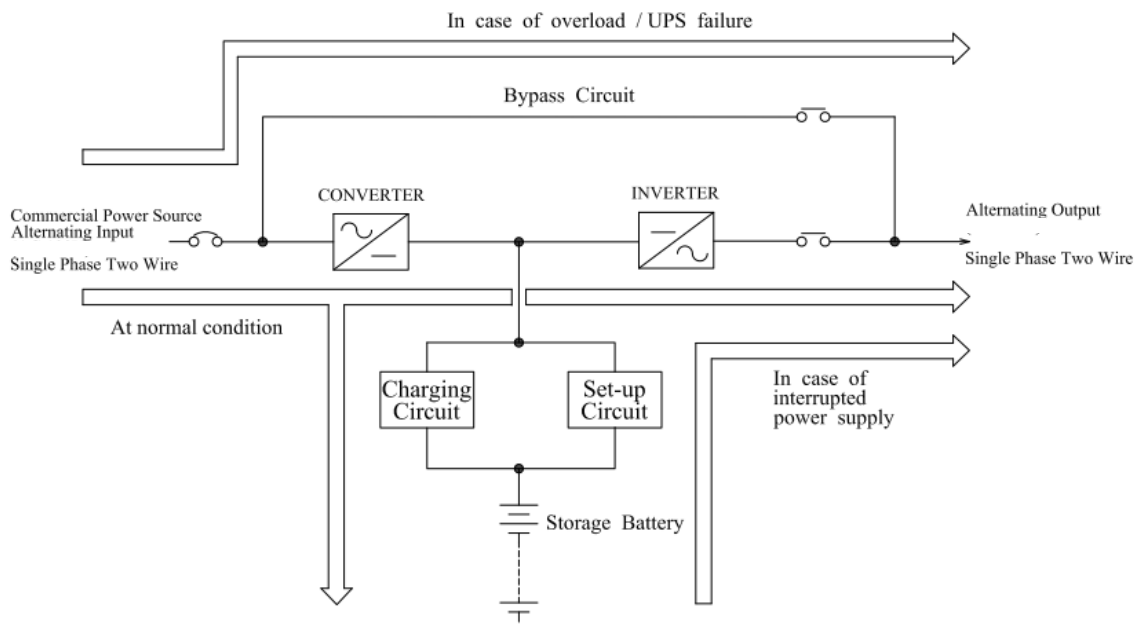 In case of overload / UPS failure
Bypass Circuit
CONVERTER
INVERTER
Commercial Power Source
Alternating Input
Single Phase Two Wire
Alternating Output
Single Phase Two Wire
At normal condition
Charging
Circuit
Set-up
Circuit
In case of
interrupted
power supply
Storage Battery